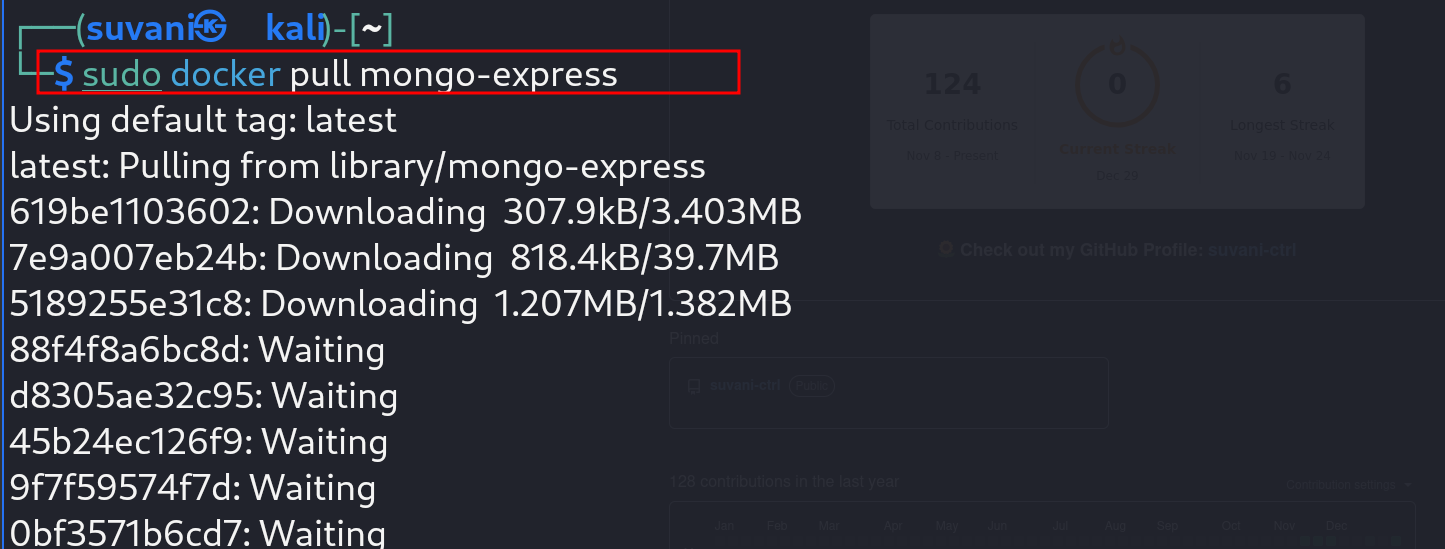 (suvani㉿kali)-[~]
$ sudo docker pull mongo-express
Using default tag: latest
latest: Pulling from library/mongo-express
619be1103602: Downloading 307.9kB/3.403MB
7e9a007eb24b: Downloading 818.4kB/39.7MB
5189255e31c8: Downloading 1.207MB/1.382MB
88f4f8a6bc8d: Waiting
d8305ae32c95: Waiting
45b24ec126f9: Waiting
9f7f59574f7d: Waiting
0bf3571b6cd7: Waiting
124 0 6
Total Contributions Current Streak Longest Streak
Nov 8 - Present Dec 29 Nov 19 - Nov 24
Check out my GitHub Profile: suvani-ctrl
Pinned
suvani-ctrl Public
128 contributions in the last year
Contribution settings
Jan Feb Mar Apr May Jun Jul Aug Sep Oct Nov Dec